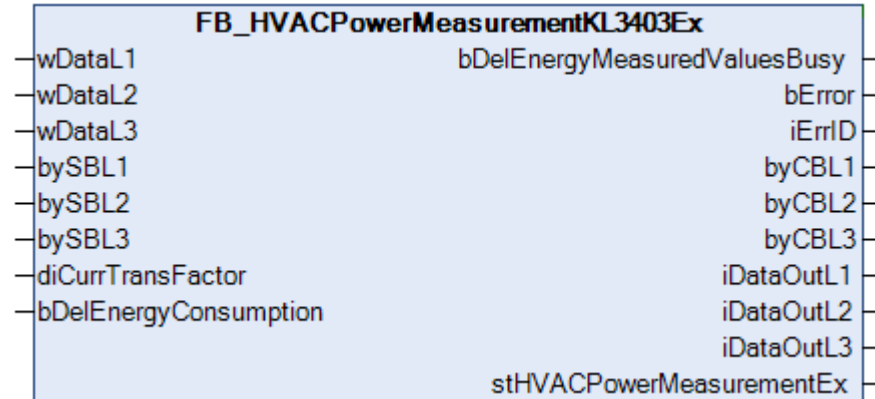 FB_HVACPowerMeasurementKL3403Ex
wDataL1 bDelEnergyMeasuredValuesBusy
wDataL2 bError
wDataL3 iErrID
bySBL1 byCBL1
bySBL2 byCBL2
bySBL3 byCBL3
diCurrTransFactor iDataOutL1
bDelEnergyConsumption iDataOutL2
iDataOutL3
stHVACPowerMeasurementEx